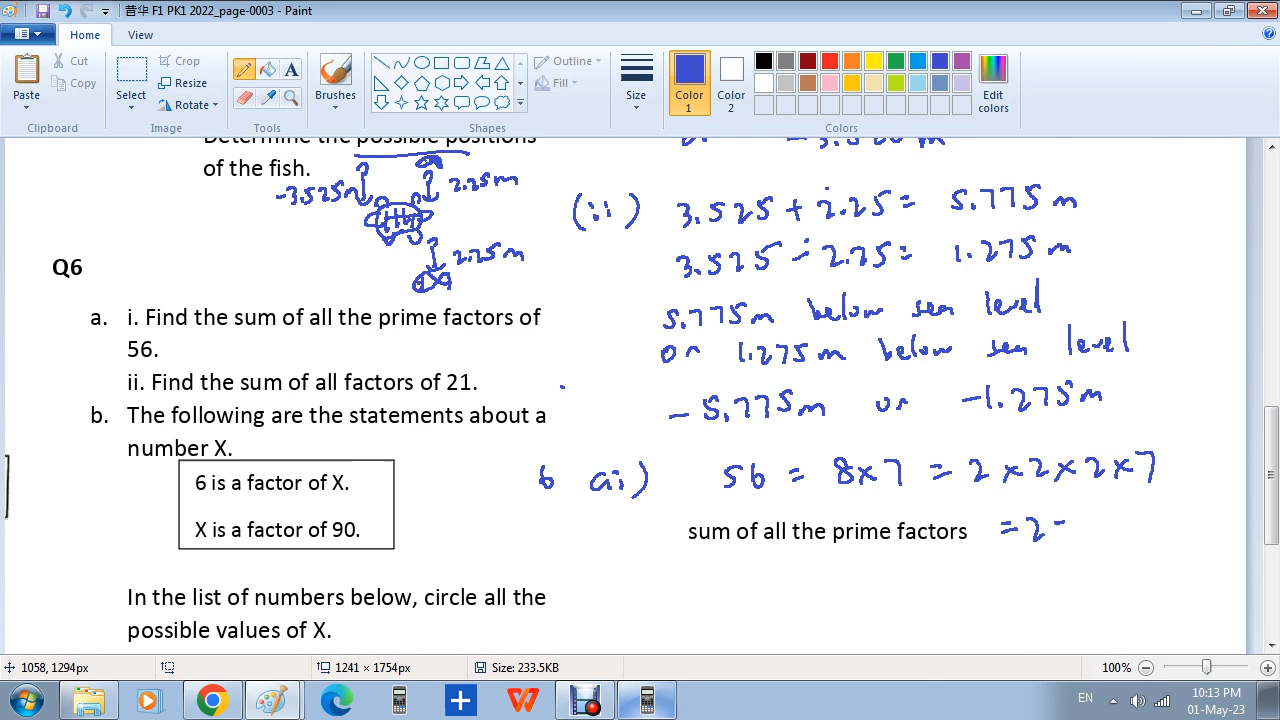 昔华 F1 PK1 2022_page-0003 - Paint
Home View
Cut
Copy
Paste
Crop
Resize
Rotate
Select
Brushes
Outline
Fill
Size
Color 1
Color 2
Edit colors
Clipboard Image Tools Shapes Colors
Determine the possible positions
of the fish.
-3.525m 2.25m
2.25m
(ii) 3.525 + 2.25 = 5.775 m
3.525 - 2.25 = 1.275 m
5.775m below sea level
or 1.275m below sea level
-5.775m or -1.275m
Q6
a. i. Find the sum of all the prime factors of
56.
ii. Find the sum of all factors of 21.
b. The following are the statements about a
number X.
6 is a factor of X.
X is a factor of 90.
In the list of numbers below, circle all the
possible values of X.
6 ai) 56 = 8×7 = 2×2×2×7
sum of all the prime factors = 2 -
1058, 1294px
1241 × 1754px
Size: 233.5KB
100%
EN
10:13 PM
01-May-23